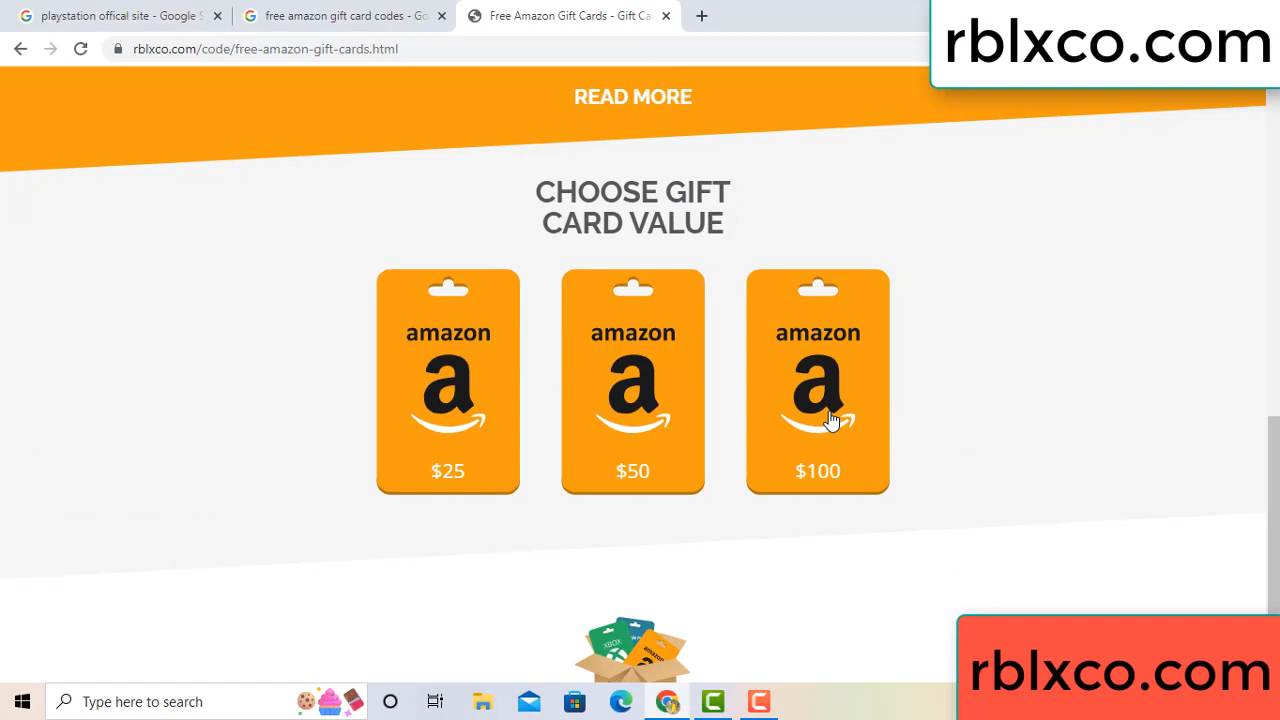 playstation offical site - Google S
free amazon gift card codes - Go
Free Amazon Gift Cards - Gift Ca
rblxco.com/code/free-amazon-gift-cards.html
rblxco.com
READ MORE
CHOOSE GIFT
CARD VALUE
amazon
a
$25
amazon
a
$50
amazon
a
$100
XBOX
amazon
rblxco.com
Type here to search